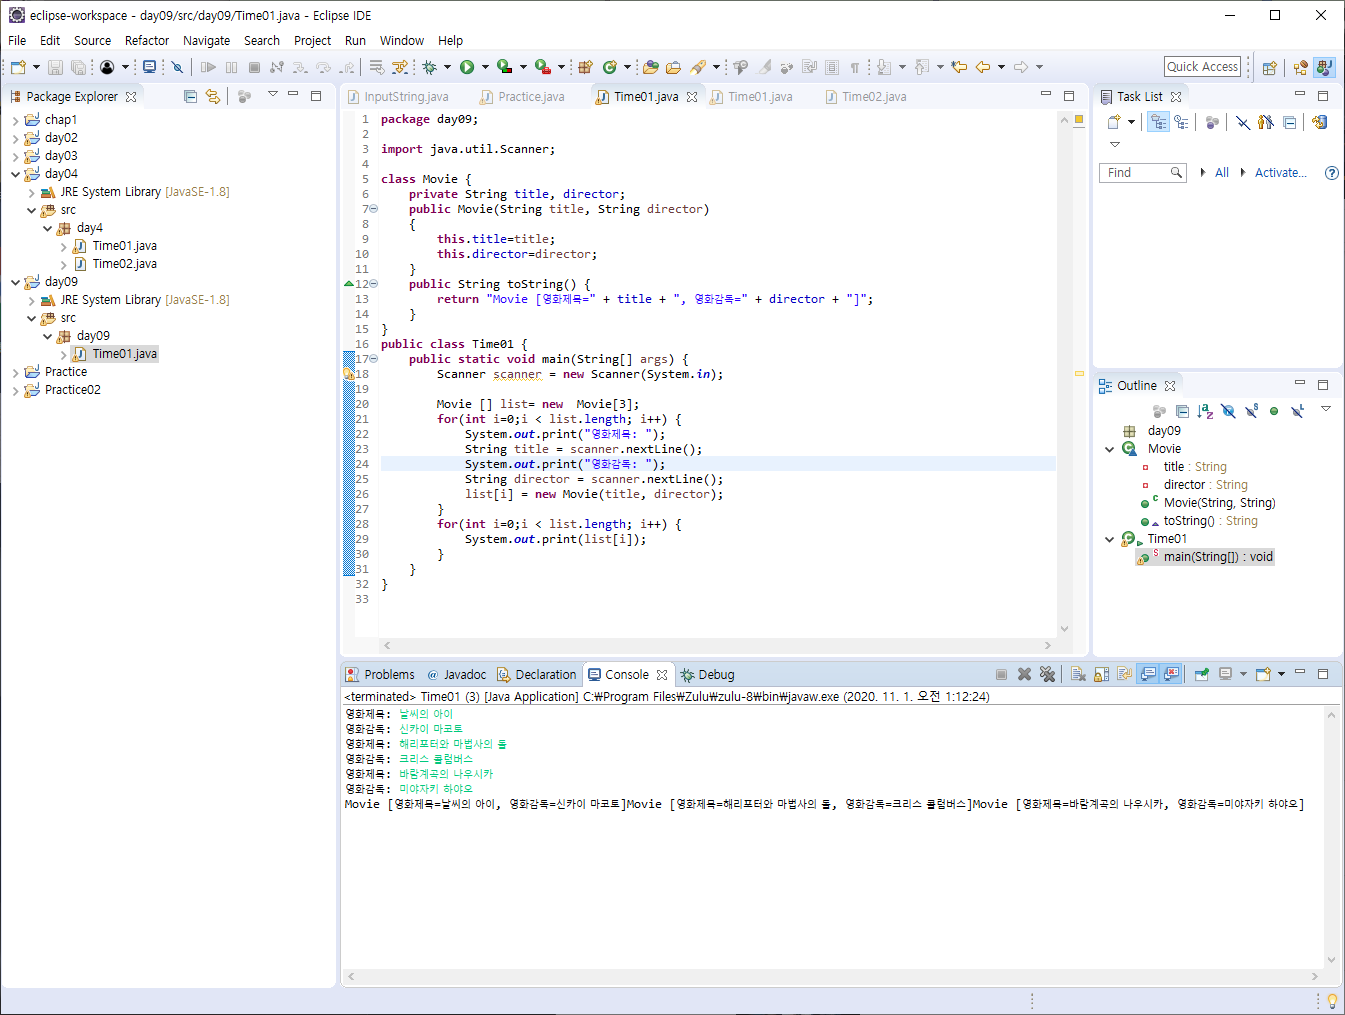 eclipse-workspace - day09/src/day09/Time01.java - Eclipse IDE
File Edit Source Refactor Navigate Search Project Run Window Help
Quick Access
Package Explorer
chap1
day02
day03
day04
JRE System Library [JavaSE-1.8]
src
day4
Time01.java
Time02.java
day09
JRE System Library [JavaSE-1.8]
src
day09
Time01.java
Practice
Practice02
InputString.java Practice.java Time01.java Time01.java Time02.java
1 package day09;
2
3 import java.util.Scanner;
4
5 class Movie {
6 private String title, director;
7 public Movie(String title, String director)
8 {
9 this.title=title;
10 this.director=director;
11 }
12 public String toString() {
13 return "Movie [영화제목=" + title + ", 영화감독=" + director + "]";
14 }
15 }
16 public class Time01 {
17 public static void main(String[] args) {
18 Scanner scanner = new Scanner(System.in);
19
20 Movie [] list= new  Movie[3];
21 for(int i=0;i < list.length; i++) {
22 System.out.print("영화제목: ");
23 String title = scanner.nextLine();
24 System.out.print("영화감독: ");
25 String director = scanner.nextLine();
26 list[i] = new Movie(title, director);
27 }
28 for(int i=0;i < list.length; i++) {
29 System.out.print(list[i]);
30 }
31 }
32 }
33
Task List
Find All Activate...
Outline
day09
Movie
title : String
director : String
Movie(String, String)
toString() : String
Time01
main(String[]) : void
Problems @ Javadoc Declaration Console Debug
<terminated> Time01 (3) [Java Application] C:₩Program Files₩Zulu₩zulu-8₩bin₩javaw.exe (2020. 11. 1. 오전 1:12:24)
영화제목: 날씨의 아이
영화감독: 신카이 마코토
영화제목: 해리포터와 마법사의 돌
영화감독: 크리스 콜럼버스
영화제목: 바람계곡의 나우시카
영화감독: 미야자키 하야오
Movie [영화제목=날씨의 아이, 영화감독=신카이 마코토]Movie [영화제목=해리포터와 마법사의 돌, 영화감독=크리스 콜럼버스]Movie [영화제목=바람계곡의 나우시카, 영화감독=미야자키 하야오]